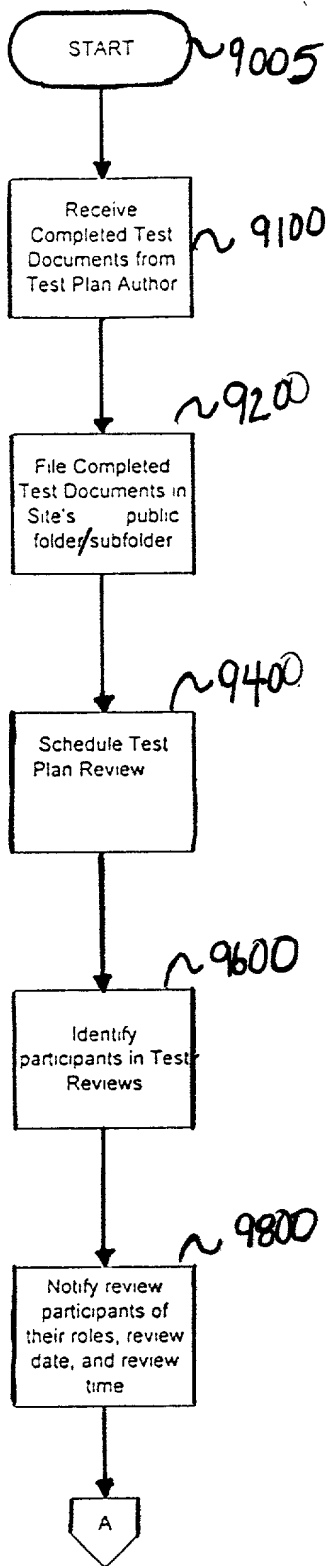 START
9005
Receive
Completed Test
Documents from
Test Plan Author
9100
9200
File Completed
Test Documents in
Site's public
folder/subfolder
9400
Schedule Test
Plan Review
9600
Identify
participants in Test
Reviews
9800
Notify review
participants of
their roles, review
date, and review
time
A